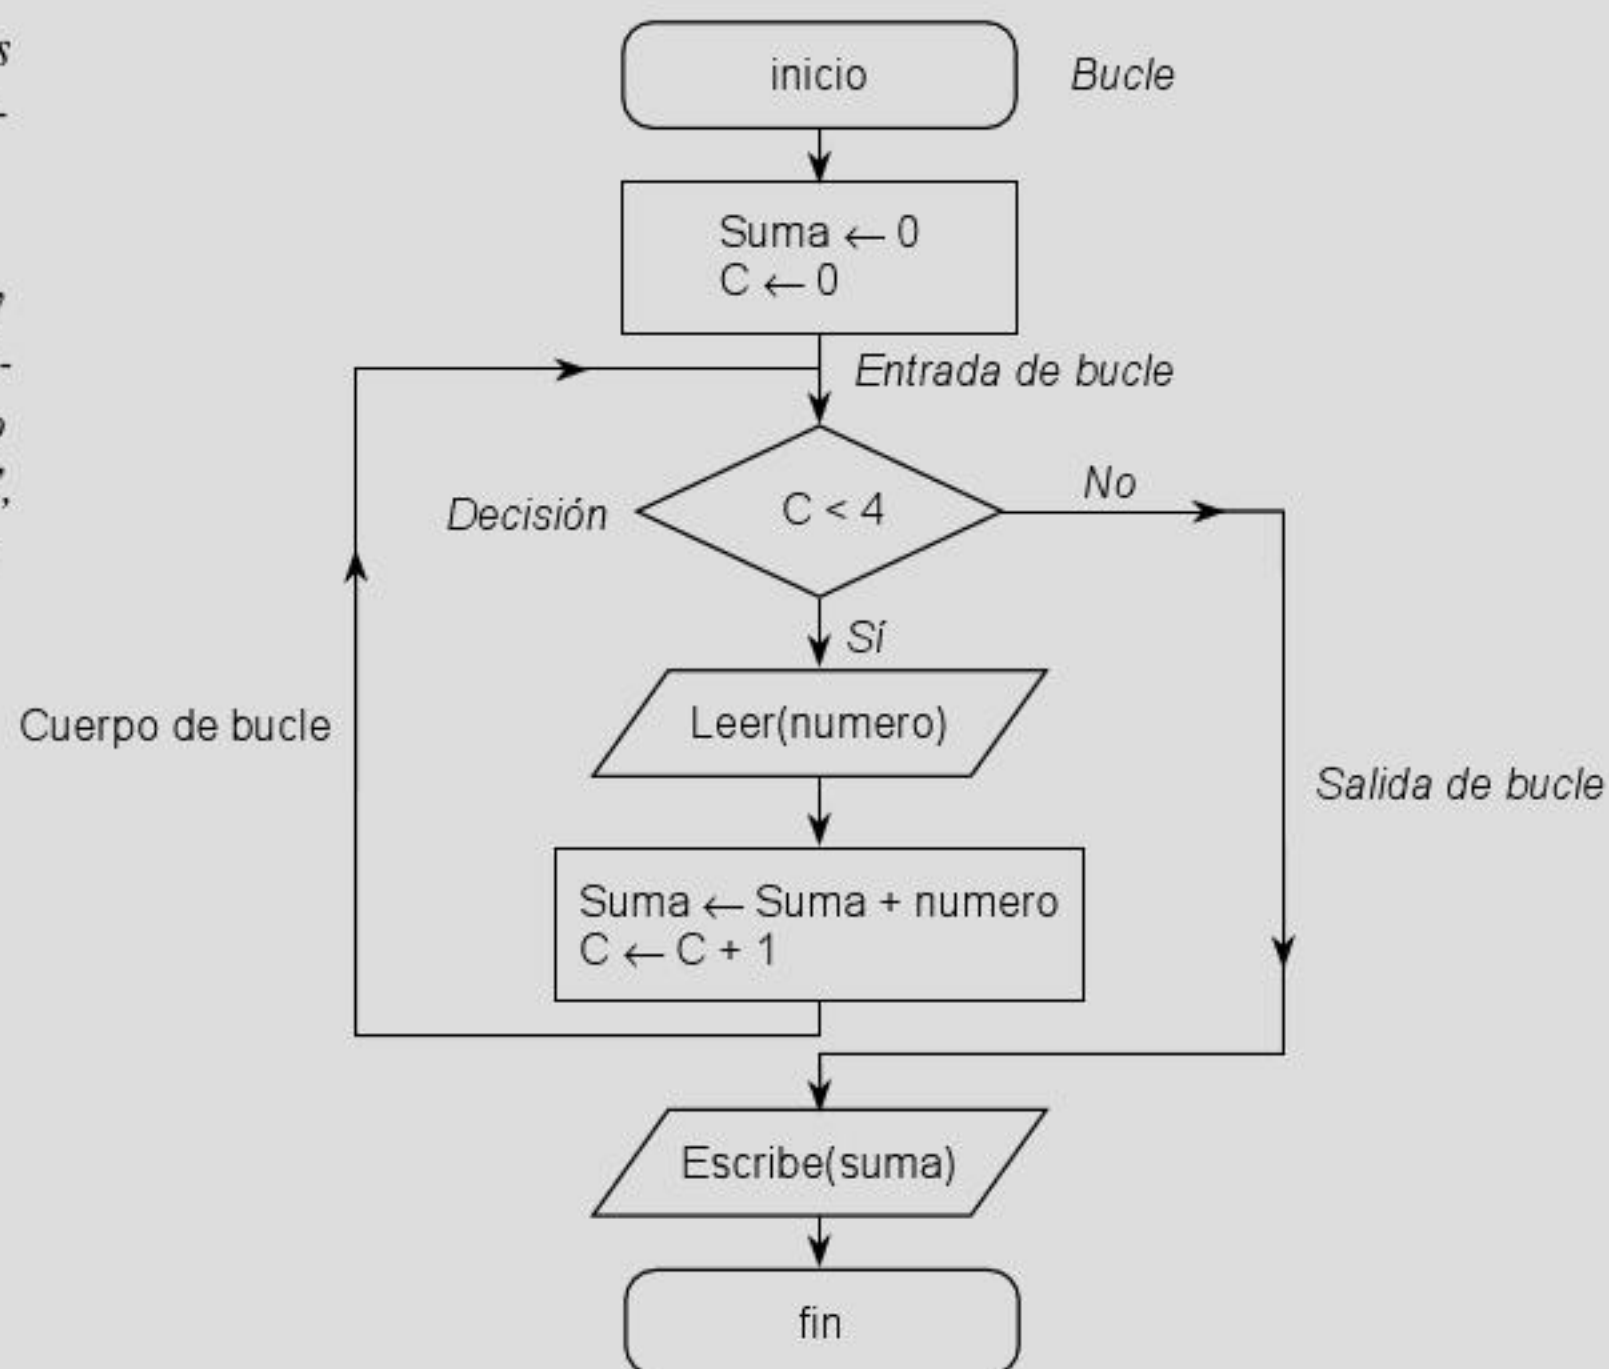 inicio
Bucle
Suma ← 0
C ← 0
Entrada de bucle
Decisión
C < 4
No
Sí
Leer(numero)
Cuerpo de bucle
Salida de bucle
Suma ← Suma + numero
C ← C + 1
Escribe(suma)
fin